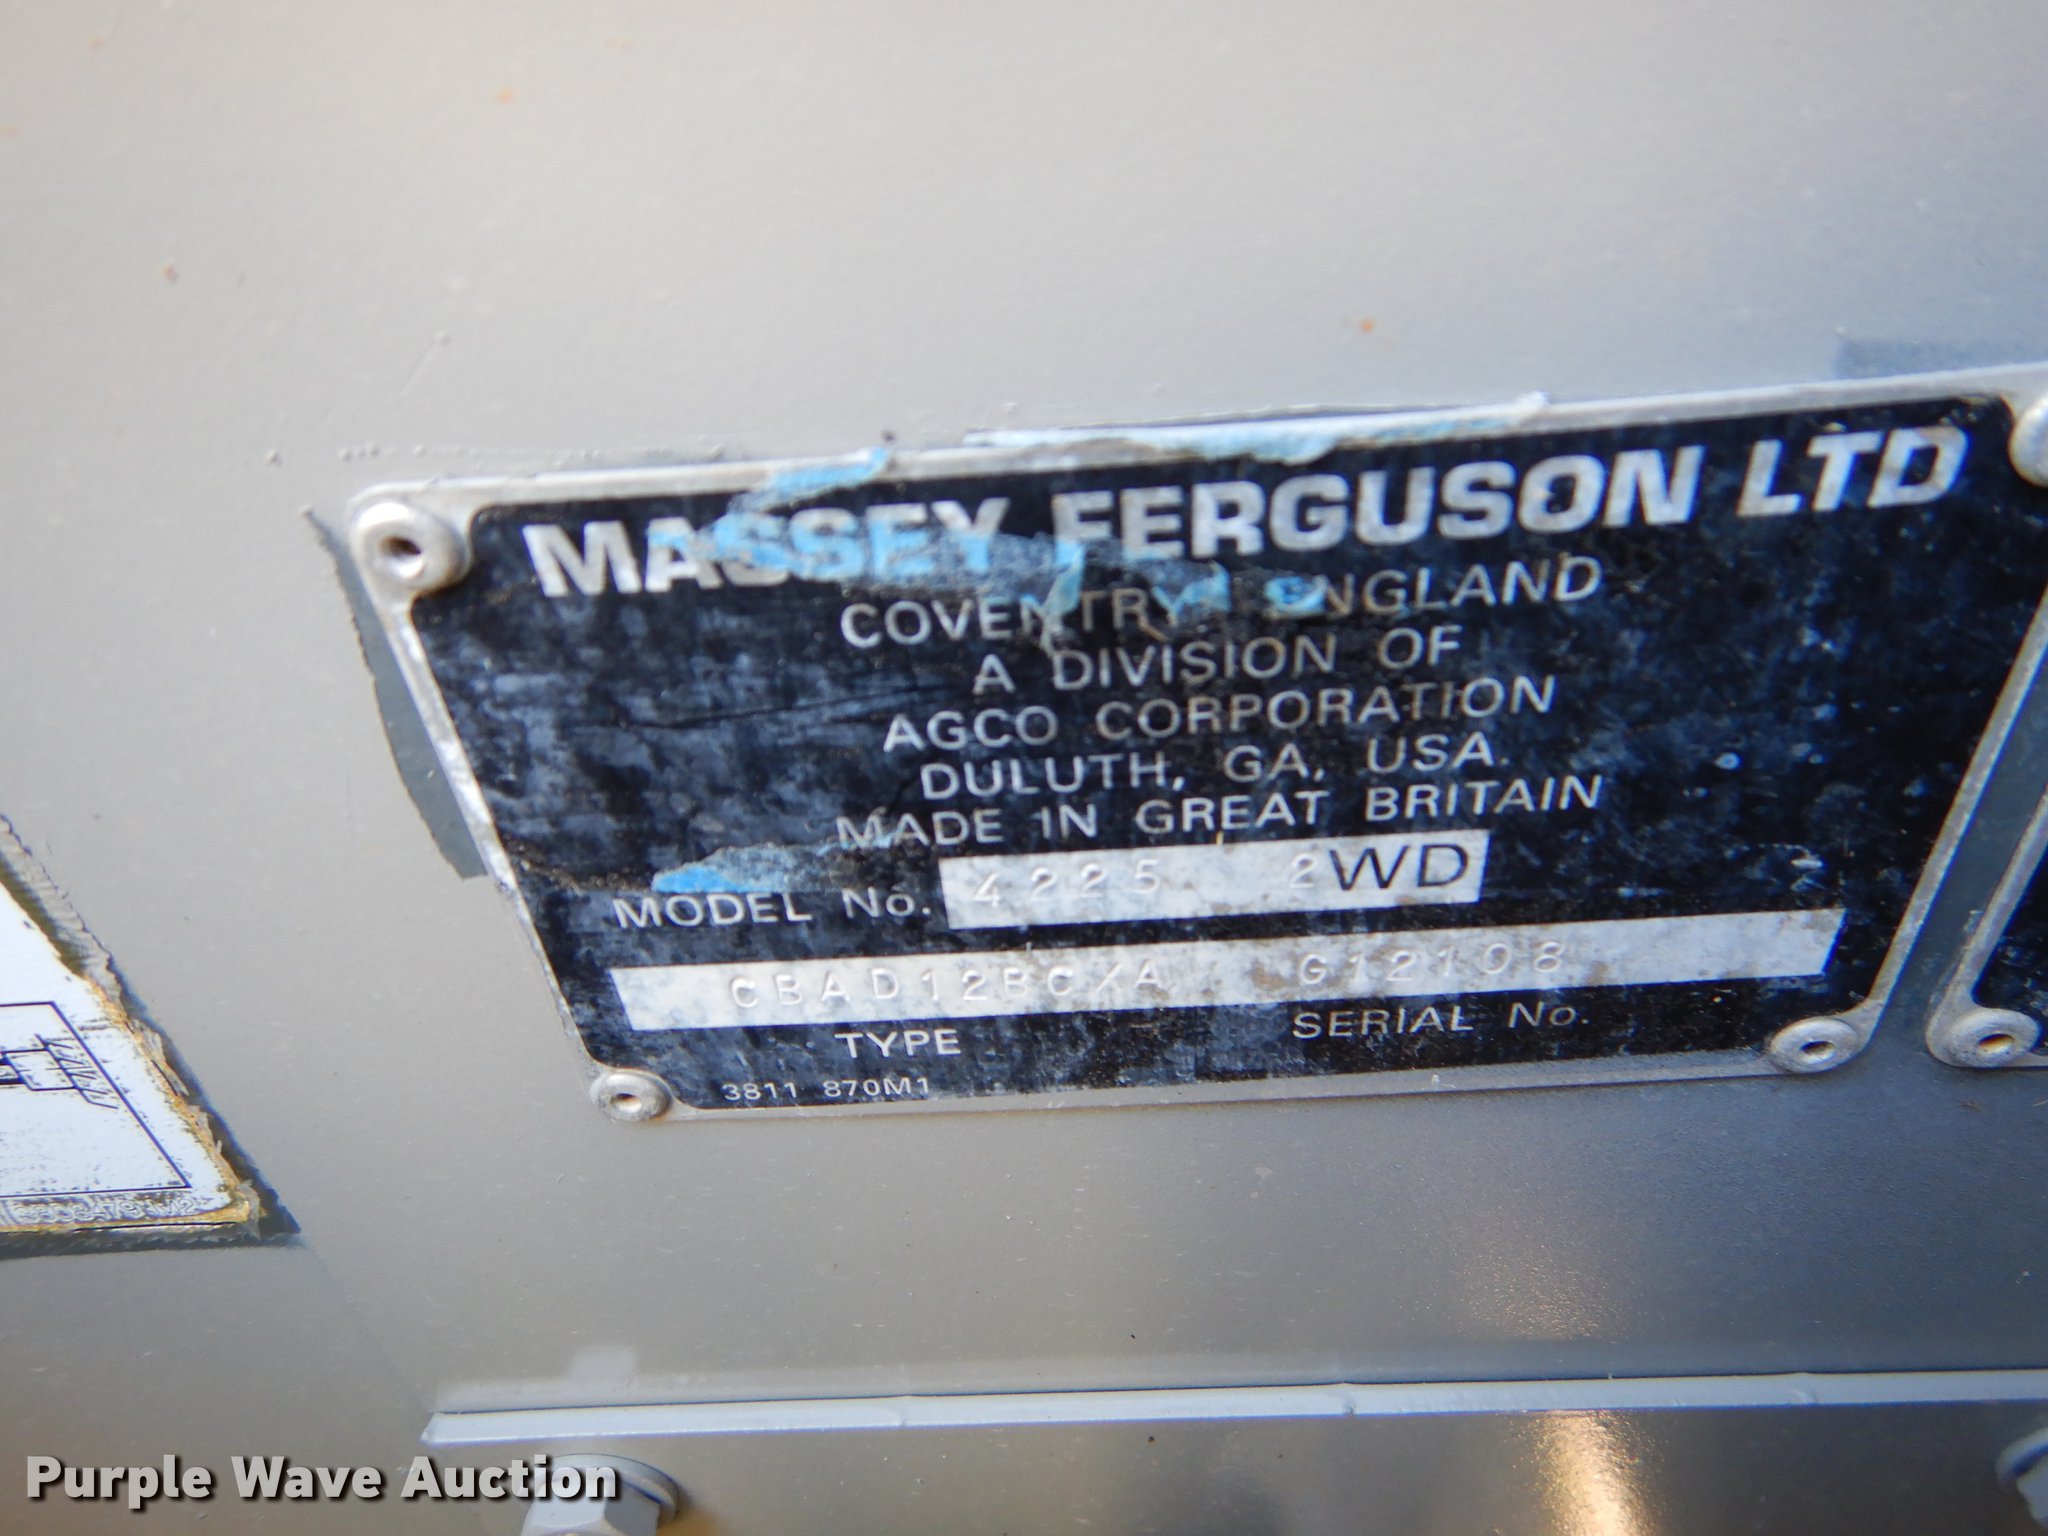 MASSEY FERGUSON LTD
COVENTRY ENGLAND
A DIVISION OF
AGCO CORPORATION
DULUTH, GA, USA.
MADE IN GREAT BRITAIN
MODEL No. 4225 2WD
CBAD12BCXA G12108
TYPE SERIAL No.
3811 870M1
Purple Wave Auction